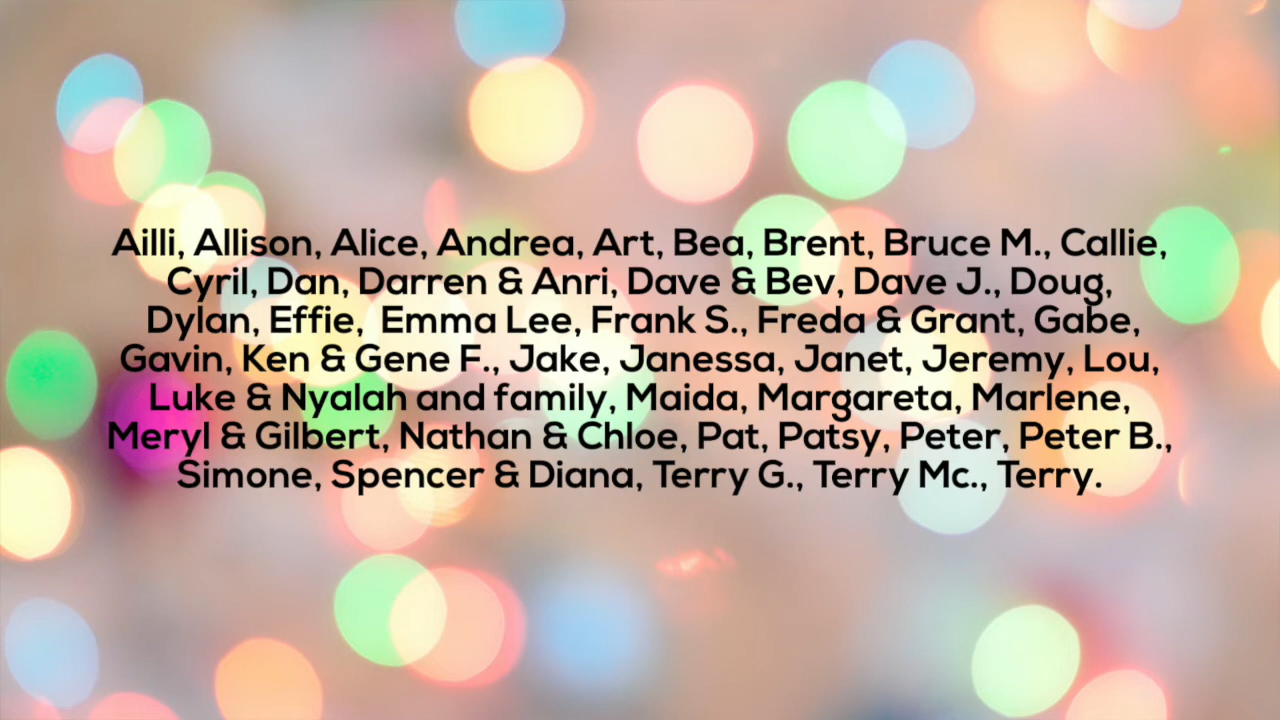 Ailli, Allison, Alice, Andrea, Art, Bea, Brent, Bruce M., Callie,
Cyril, Dan, Darren & Anri, Dave & Bev, Dave J., Doug,
Dylan, Effie, Emma Lee, Frank S., Freda & Grant, Gabe,
Gavin, Ken & Gene F., Jake, Janessa, Janet, Jeremy, Lou,
Luke & Nyalah and family, Maida, Margareta, Marlene,
Meryl & Gilbert, Nathan & Chloe, Pat, Patsy, Peter, Peter B.,
Simone, Spencer & Diana, Terry G., Terry Mc., Terry.